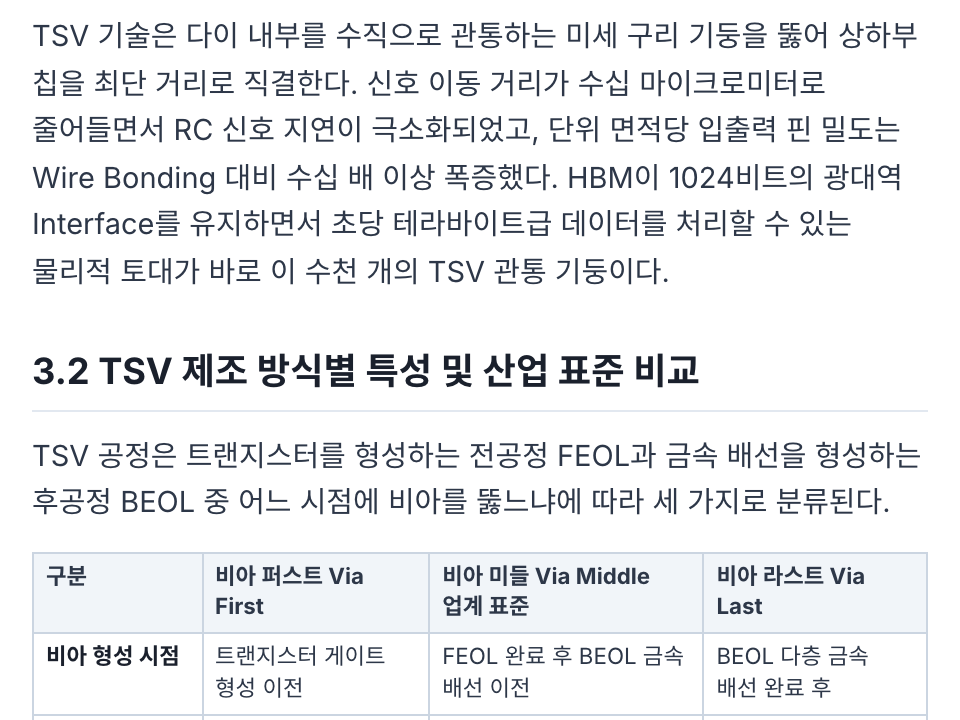 TSV 기술은 다이 내부를 수직으로 관통하는 미세 구리 기둥을 뚫어 상하부
칩을 최단 거리로 직결한다. 신호 이동 거리가 수십 마이크로미터로
줄어들면서 RC 신호 지연이 극소화되었고, 단위 면적당 입출력 핀 밀도는
Wire Bonding 대비 수십 배 이상 폭증했다. HBM이 1024비트의 광대역
Interface를 유지하면서 초당 테라바이트급 데이터를 처리할 수 있는
물리적 토대가 바로 이 수천 개의 TSV 관통 기둥이다.
3.2 TSV 제조 방식별 특성 및 산업 표준 비교
TSV 공정은 트랜지스터를 형성하는 전공정 FEOL과 금속 배선을 형성하는
후공정 BEOL 중 어느 시점에 비아를 뚫느냐에 따라 세 가지로 분류된다.
구분
비아 퍼스트 Via
First
비아 미들 Via Middle
업계 표준
비아 라스트 Via
Last
비아 형성 시점
트랜지스터 게이트
형성 이전
FEOL 완료 후 BEOL 금속
배선 이전
BEOL 다층 금속
배선 완료 후